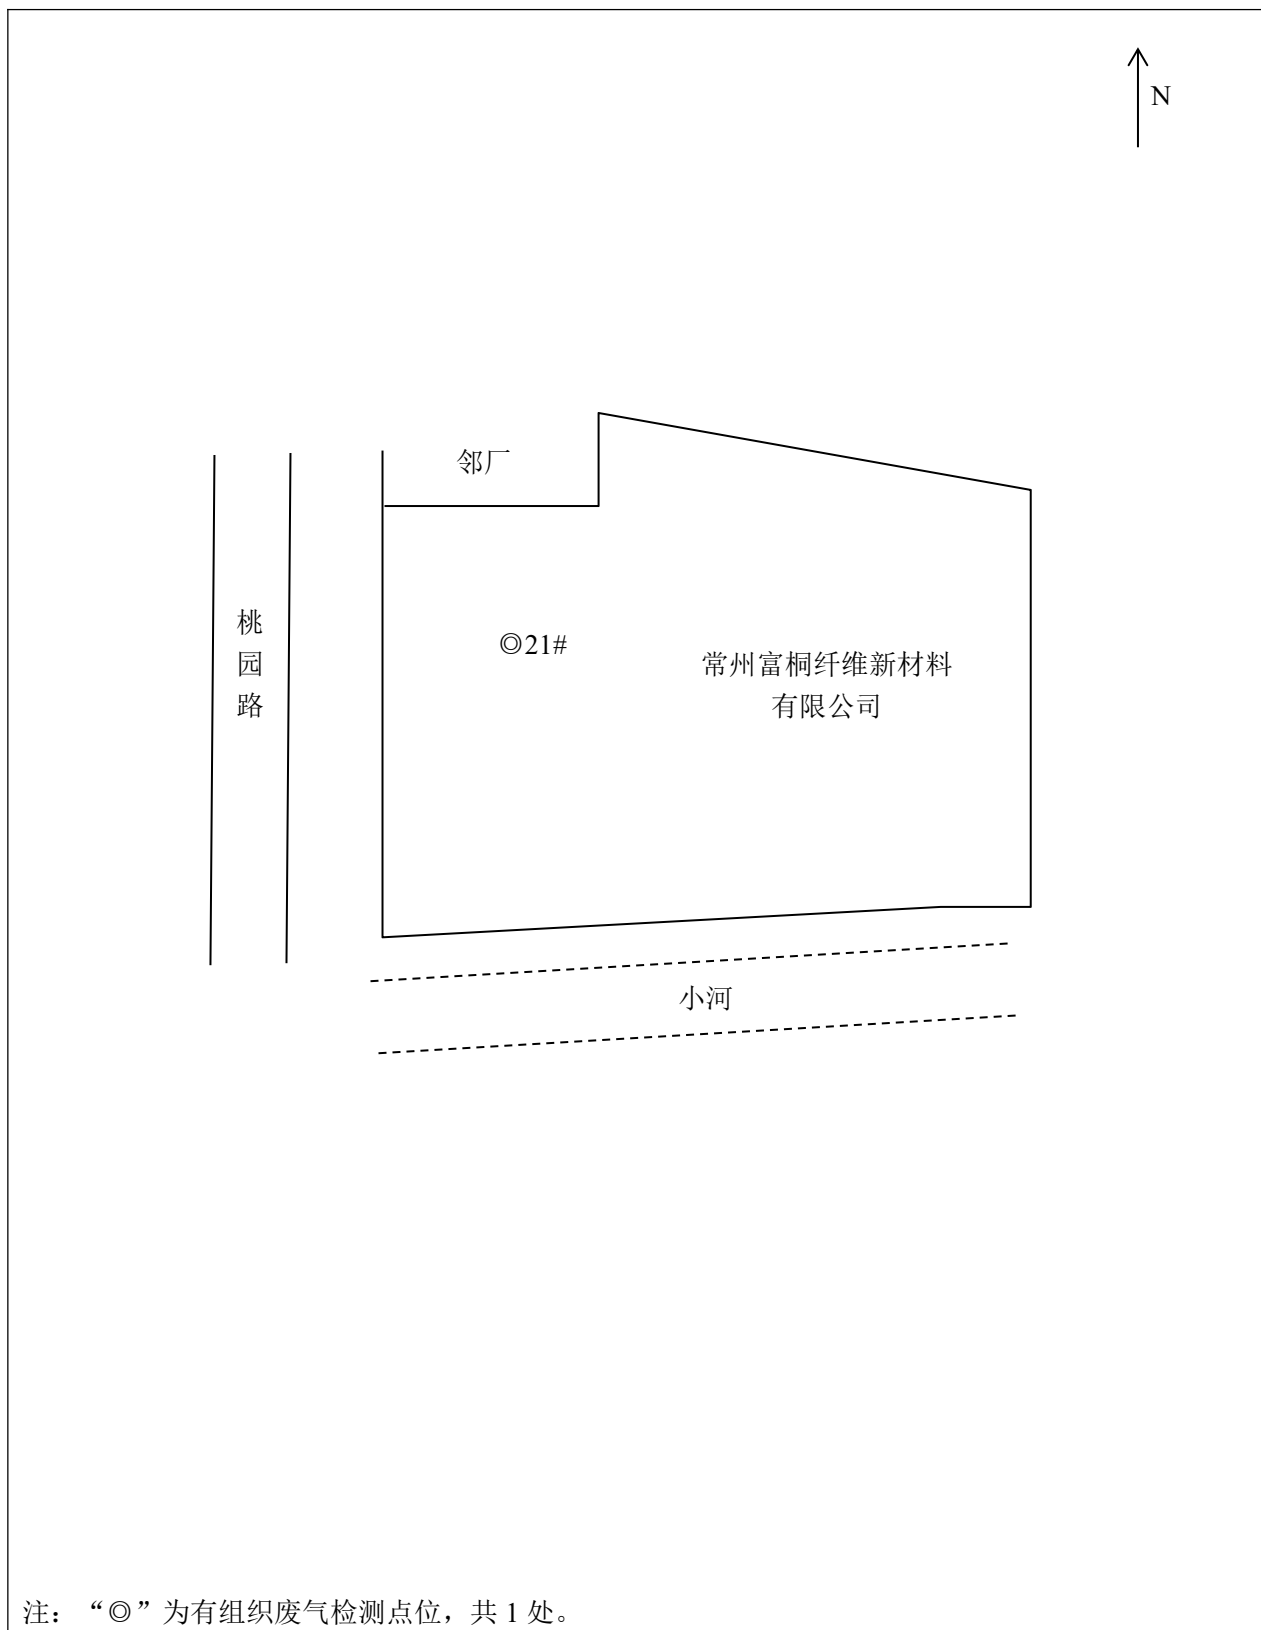 N
邻厂
桃
园
路
◎21#
常州富桐纤维新材料
有限公司
小河
注：“◎”为有组织废气检测点位，共 1 处。